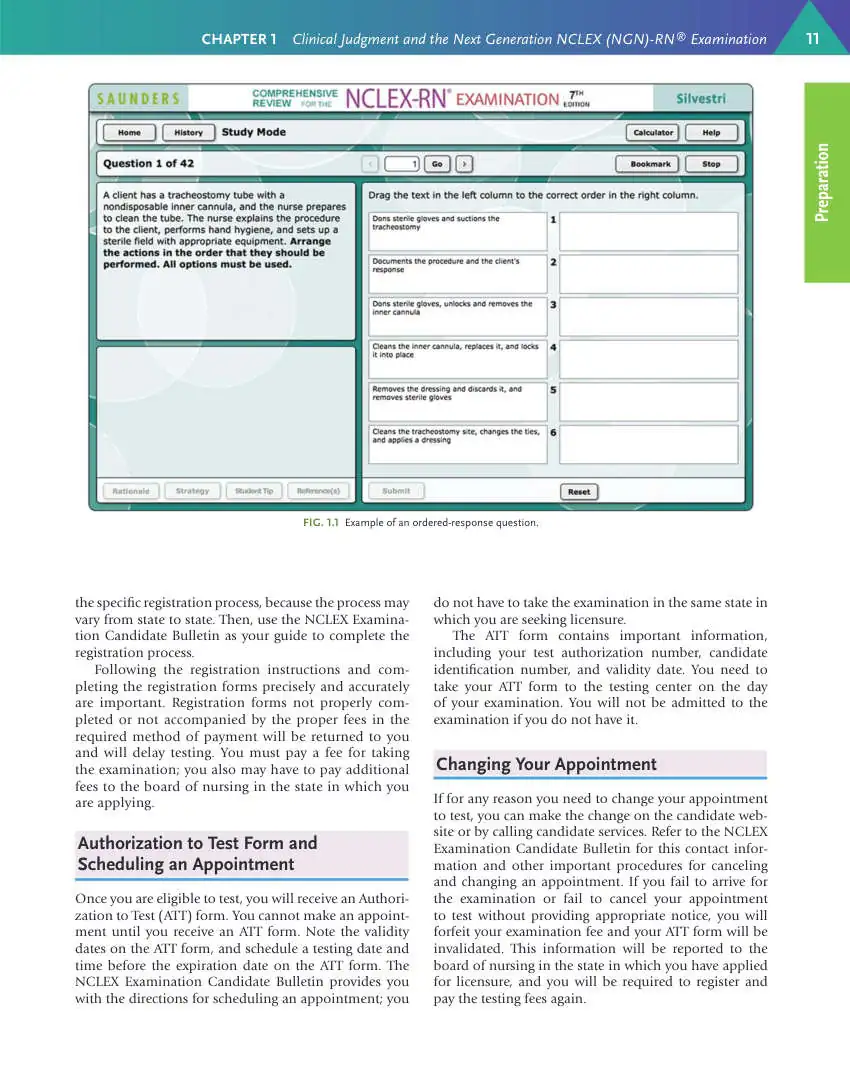 CHAPTER 1 Clinical Judgment and the Next Generation NCLEX (NGN)-RN® Examination 11
Preparation
SAUNDERS COMPREHENSIVE REVIEW FOR THE NCLEX-RN® EXAMINATION 7TH EDITION Silvestri
Home History Study Mode Calculator Help
Question 1 of 42 < 1 Go > Bookmark Stop
A client has a tracheostomy tube with a
nondisposable inner cannula, and the nurse prepares
to clean the tube. The nurse explains the procedure
to the client, performs hand hygiene, and sets up a
sterile field with appropriate equipment. Arrange
the actions in the order that they should be
performed. All options must be used.
Drag the text in the left column to the correct order in the right column.
Dons sterile gloves and suctions the
tracheostomy
1
Documents the procedure and the client's
response
2
Dons sterile gloves, unlocks and removes the
inner cannula
3
Cleans the inner cannula, replaces it, and locks
it into place
4
Removes the dressing and discards it, and
removes sterile gloves
5
Cleans the tracheostomy site, changes the ties,
and applies a dressing
6
Rationale Strategy Student Tip Reference(s) Submit Reset
FIG. 1.1 Example of an ordered-response question.
the specific registration process, because the process may
vary from state to state. Then, use the NCLEX Examina-
tion Candidate Bulletin as your guide to complete the
registration process.
Following the registration instructions and com-
pleting the registration forms precisely and accurately
are important. Registration forms not properly com-
pleted or not accompanied by the proper fees in the
required method of payment will be returned to you
and will delay testing. You must pay a fee for taking
the examination; you also may have to pay additional
fees to the board of nursing in the state in which you
are applying.
Authorization to Test Form and
Scheduling an Appointment
Once you are eligible to test, you will receive an Authori-
zation to Test (ATT) form. You cannot make an appoint-
ment until you receive an ATT form. Note the validity
dates on the ATT form, and schedule a testing date and
time before the expiration date on the ATT form. The
NCLEX Examination Candidate Bulletin provides you
with the directions for scheduling an appointment; you
do not have to take the examination in the same state in
which you are seeking licensure.
The ATT form contains important information,
including your test authorization number, candidate
identification number, and validity date. You need to
take your ATT form to the testing center on the day
of your examination. You will not be admitted to the
examination if you do not have it.
Changing Your Appointment
If for any reason you need to change your appointment
to test, you can make the change on the candidate web-
site or by calling candidate services. Refer to the NCLEX
Examination Candidate Bulletin for this contact infor-
mation and other important procedures for canceling
and changing an appointment. If you fail to arrive for
the examination or fail to cancel your appointment
to test without providing appropriate notice, you will
forfeit your examination fee and your ATT form will be
invalidated. This information will be reported to the
board of nursing in the state in which you have applied
for licensure, and you will be required to register and
pay the testing fees again.